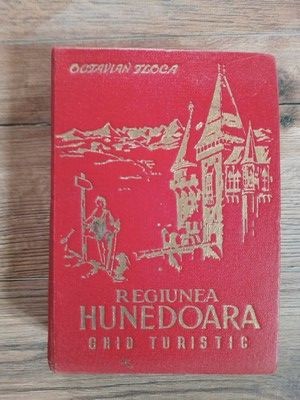 OCTAVIAN FLOCA
REGIUNEA
HUNEDOARA
GHID TURISTIC